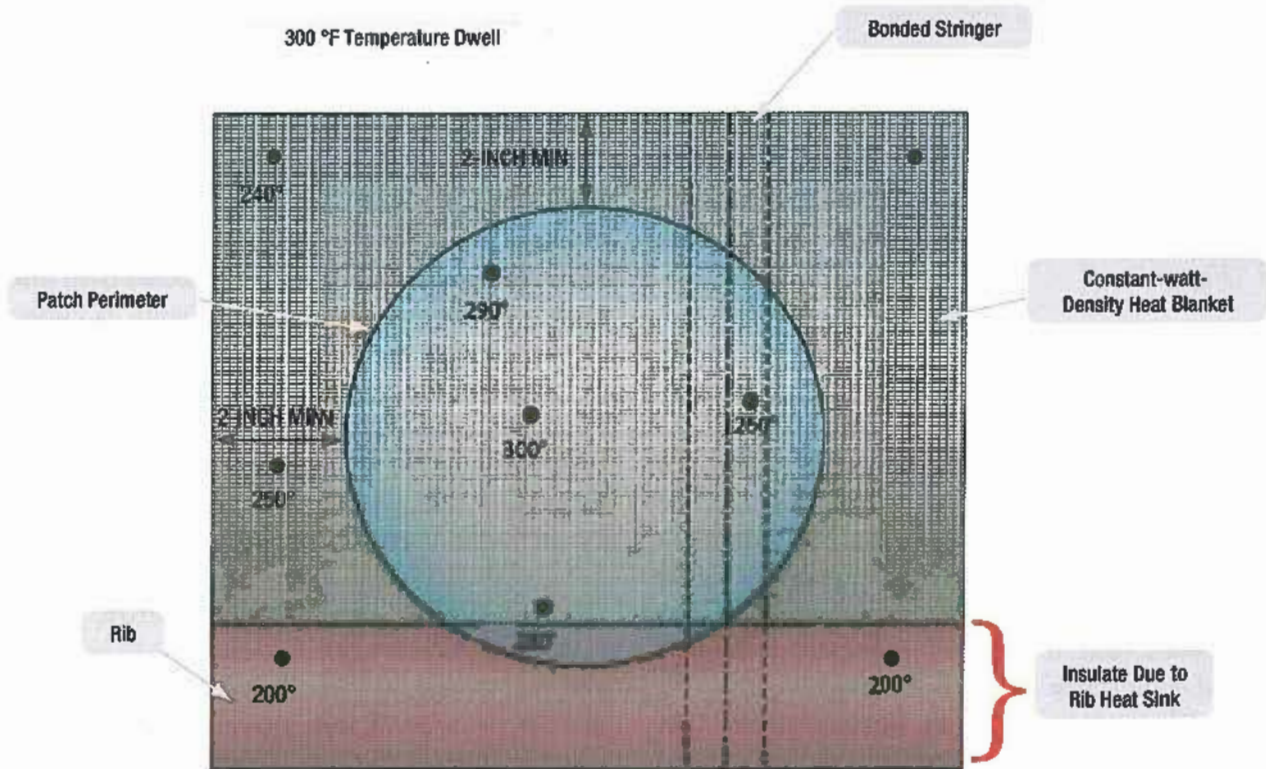 300 °F Temperature Dwell
Bonded Stringer
2-INCH MIN
240°
Patch Perimeter
290°
Constant-watt-
Density Heat Blanket
2-INCH MIN
300°
260°
250°
Rib
200°
200°
Insulate Due to
Rib Heat Sink